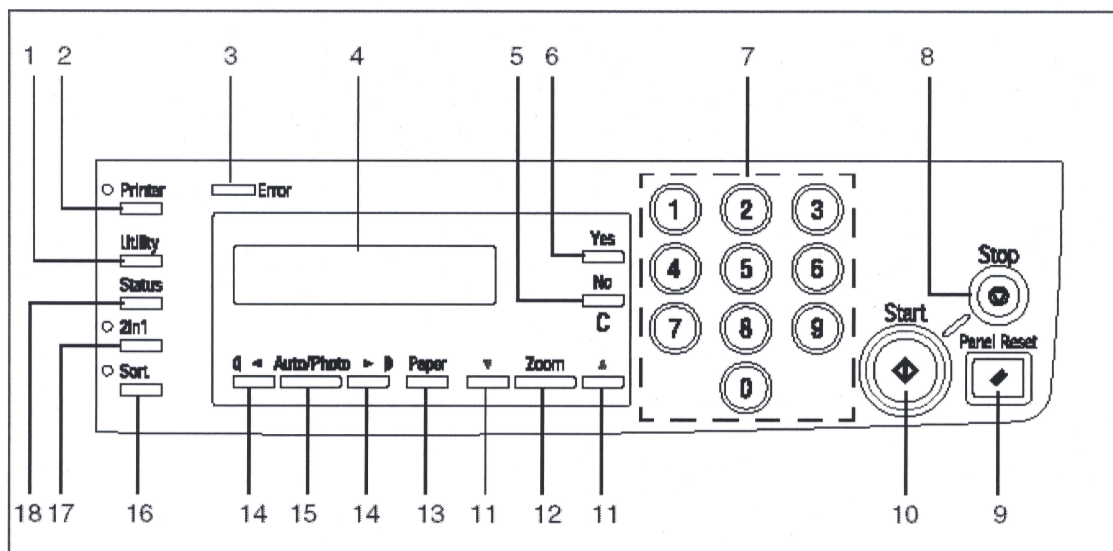 1 2 3 4 5 6 7 8
Printer
Error
Utility
Status
2in1
Sort
Yes
No
C
Auto/Photo
Paper
Zoom
1 2 3
4 5 6
7 8 9
0
Start
Stop
Panel Reset
18 17 16 14 15 14 13 11 12 11 10 9